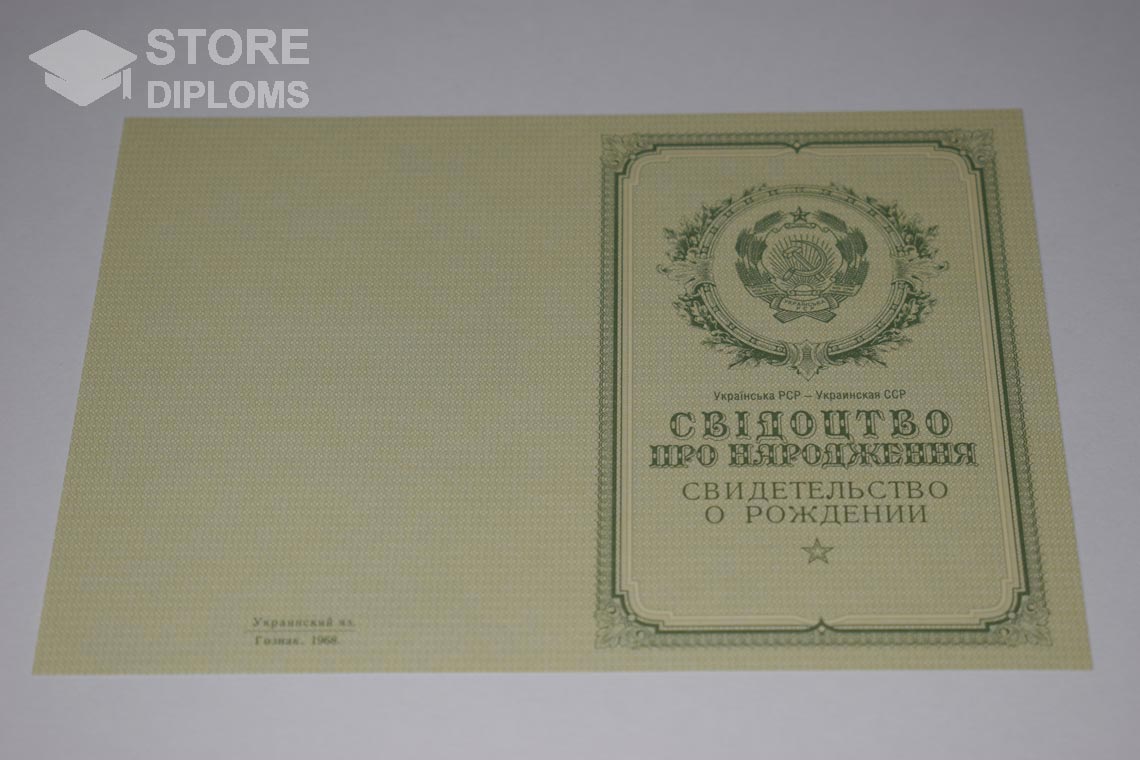 STORE
DIPLOMS
Українська РСР – Украинская ССР
СВІДОЦТВО
ПРО НАРОДЖЕННЯ
СВИДЕТЕЛЬСТВО
О РОЖДЕНИИ
Украинский яз.
Гознак. 1968.